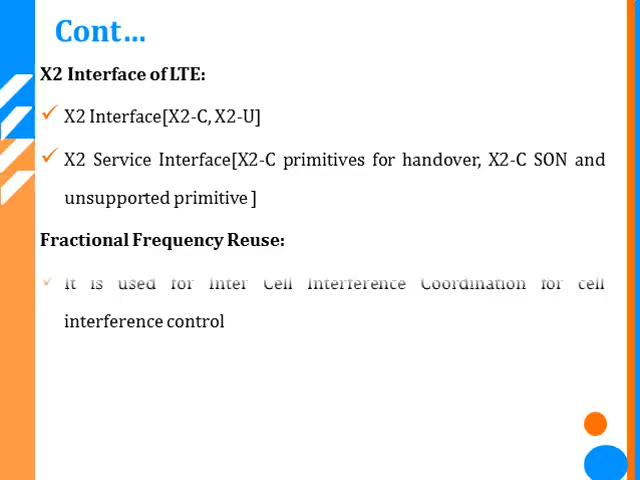 Cont...
X2 Interface of LTE:
✓ X2 Interface[X2-C, X2-U]
✓ X2 Service Interface[X2-C primitives for handover, X2-C SON and
unsupported primitive ]
Fractional Frequency Reuse:
✓ It is used for Inter Cell Interference Coordination for cell
interference control